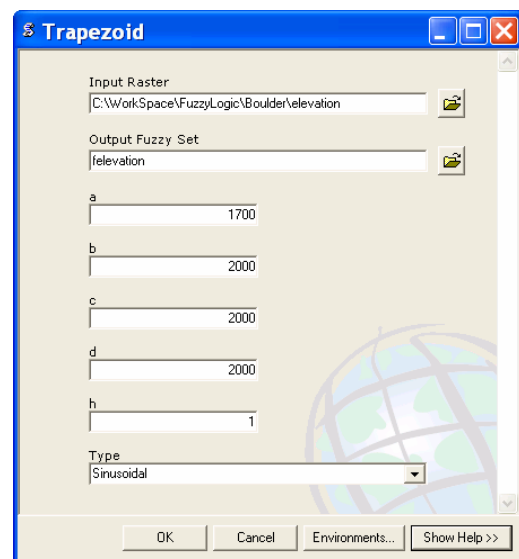 Trapezoid
Input Raster
C:\WorkSpace\FuzzyLogic\Boulder\elevation
Output Fuzzy Set
felevation
a
1700
b
2000
c
2000
d
2000
h
1
Type
Sinusoidal
OK Cancel Environments... Show Help >>